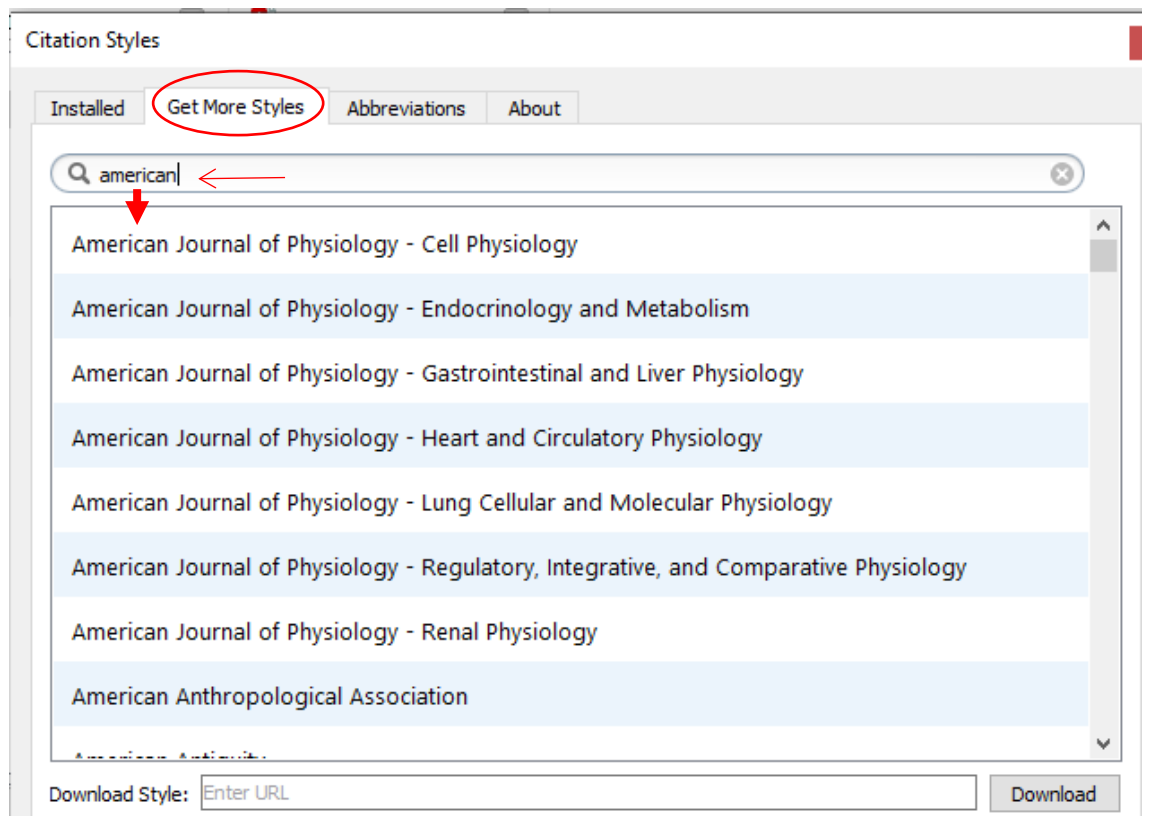 Citation Styles
Installed Get More Styles Abbreviations About
american
American Journal of Physiology - Cell Physiology
American Journal of Physiology - Endocrinology and Metabolism
American Journal of Physiology - Gastrointestinal and Liver Physiology
American Journal of Physiology - Heart and Circulatory Physiology
American Journal of Physiology - Lung Cellular and Molecular Physiology
American Journal of Physiology - Regulatory, Integrative, and Comparative Physiology
American Journal of Physiology - Renal Physiology
American Anthropological Association
American Antiquity
Download Style: Enter URL Download